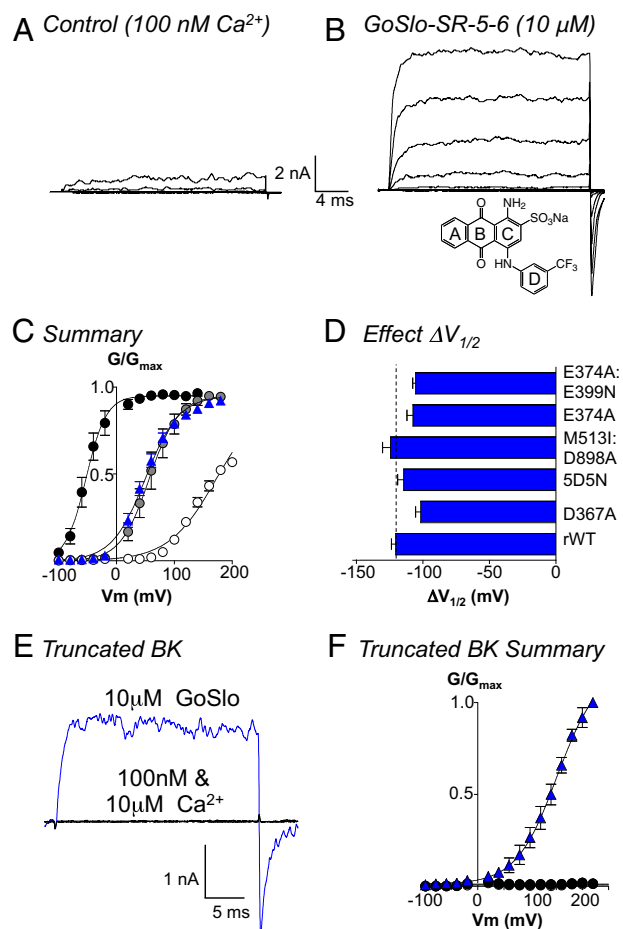 A Control (100 nM Ca²⁺)
B GoSlo-SR-5-6 (10 µM)
2 nA
4 ms
O
NH₂
SO₃Na
A
B
C
O
HN
CF₃
D
C Summary
G/Gmax
1.0
0.5
-100
0
100
200
Vm (mV)
D Effect ΔV1/2
E374A:
E399N
E374A
M513I:
D898A
5D5N
D367A
rWT
-150
-100
-50
0
ΔV1/2 (mV)
E Truncated BK
10µM GoSlo
100nM &
10µM Ca²⁺
1 nA
5 ms
F Truncated BK Summary
G/Gmax
1.0
0.5
-100
0
100
200
Vm (mV)